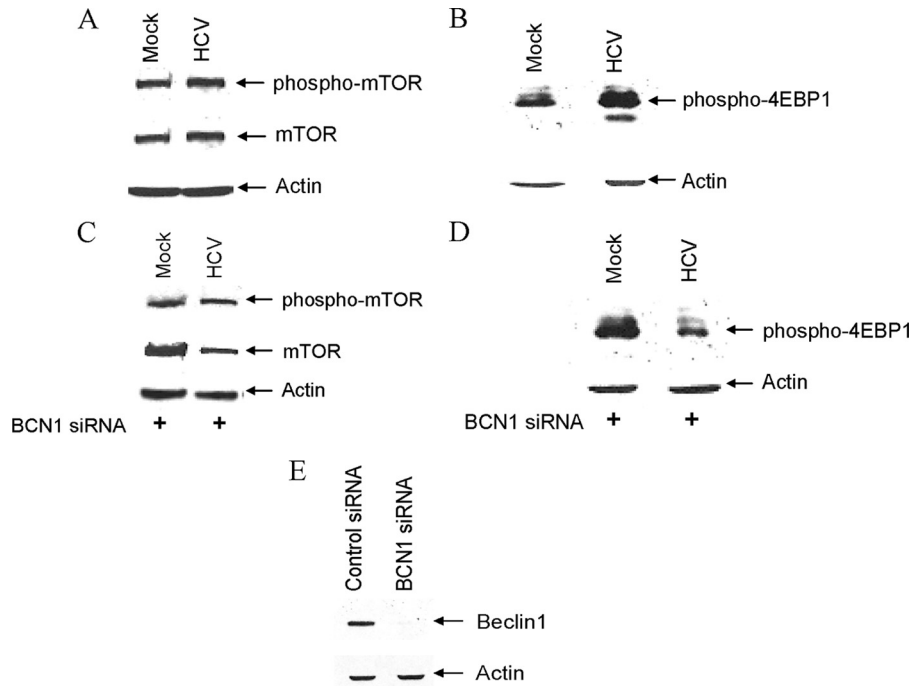 A
Mock
HCV
phospho-mTOR
mTOR
Actin
B
Mock
HCV
phospho-4EBP1
Actin
C
Mock
HCV
phospho-mTOR
mTOR
Actin
BCN1 siRNA + +
D
Mock
HCV
phospho-4EBP1
Actin
BCN1 siRNA + +
E
Control siRNA
BCN1 siRNA
Beclin1
Actin